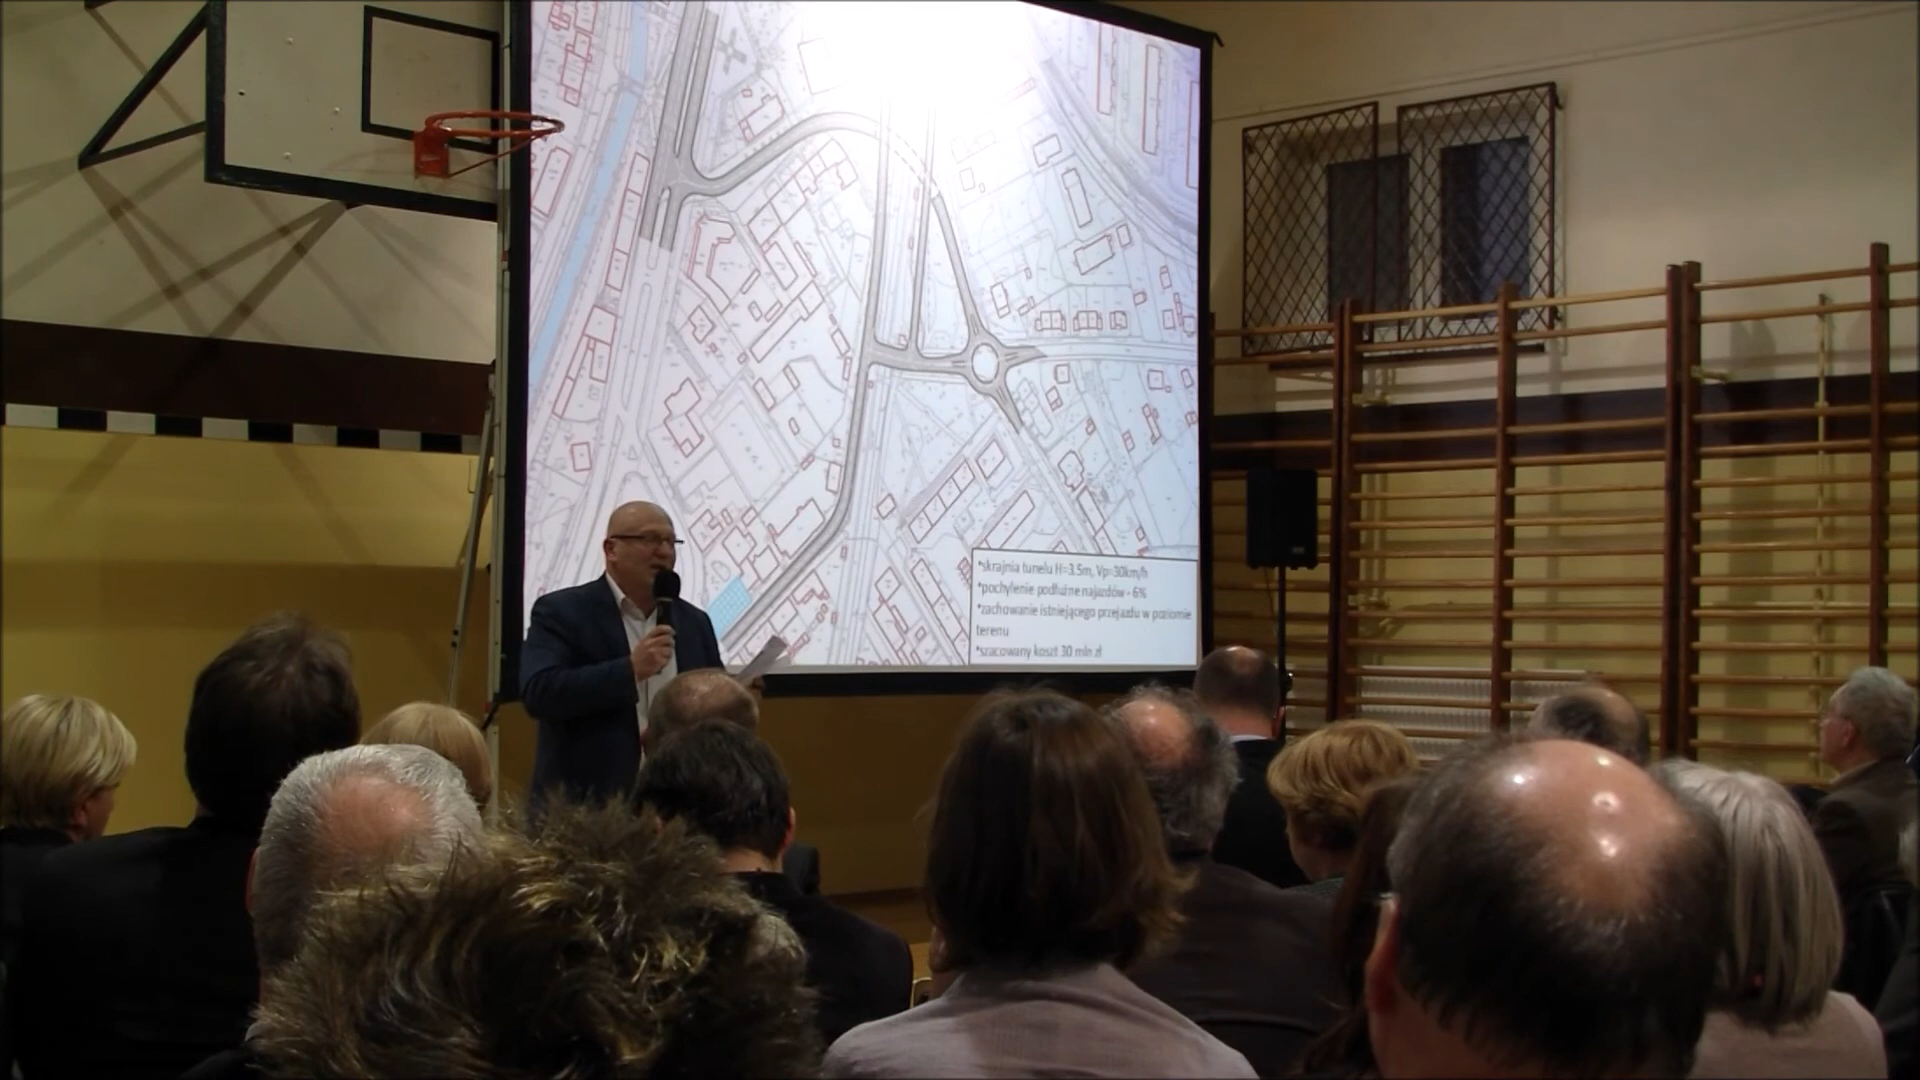 *skrajnia tunelu H=3.5m, Vp=30km/h
*pochylenie podłużne najazdów - 6%
*zachowanie istniejącego przejazdu w poziomie
terenu
*szacowany koszt 30 mln zł